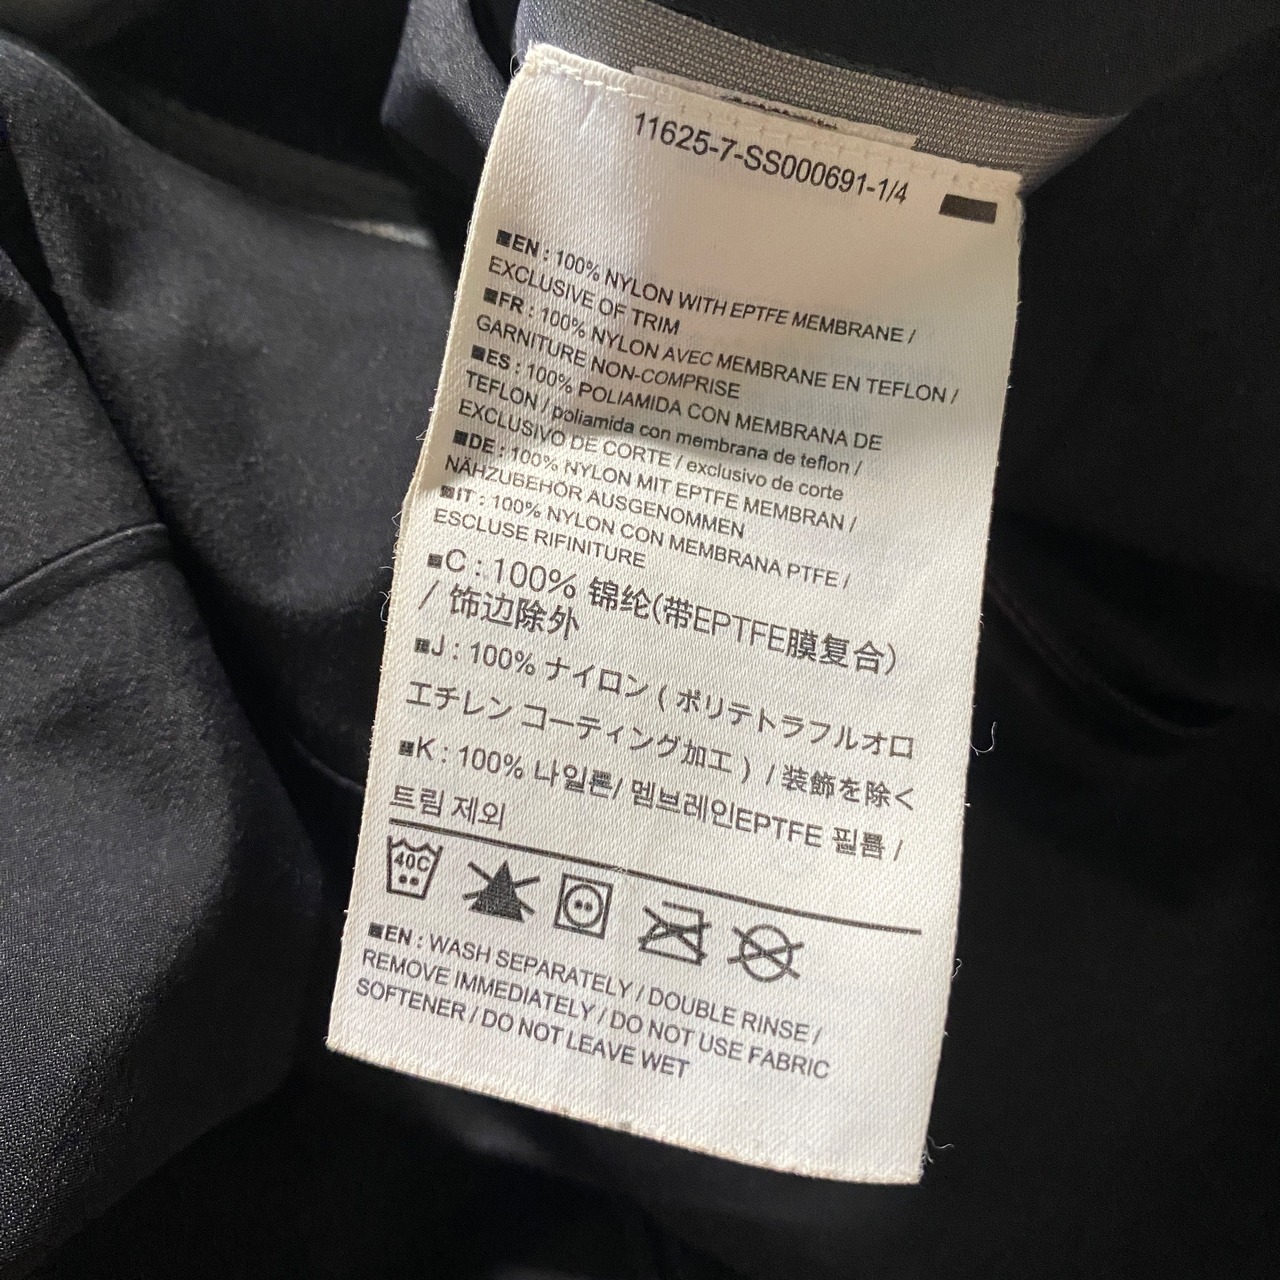 11625-7-SS000691-1/4
EN : 100% NYLON WITH EPTFE MEMBRANE /
EXCLUSIVE OF TRIM
FR : 100% NYLON AVEC MEMBRANE EN TEFLON /
GARNITURE NON-COMPRISE
ES : 100% POLIAMIDA CON MEMBRANA DE
TEFLON / poliamida con membrana de teflon /
EXCLUSIVO DE CORTE / exclusivo de corte
DE : 100% NYLON MIT EPTFE MEMBRAN /
NÄHZUBEHÖR AUSGENOMMEN
IT : 100% NYLON CON MEMBRANA PTFE /
ESCLUSE RIFINITURE
C : 100% 锦纶(带EPTFE膜复合)
/ 饰边除外
J : 100% ナイロン ( ポリテトラフルオロ
エチレン コーティング加工 ) / 装飾を除く
K : 100% 나일론/ 멤브레인EPTFE 필름 /
트림 제외
40C
EN : WASH SEPARATELY / DOUBLE RINSE /
REMOVE IMMEDIATELY / DO NOT USE FABRIC
SOFTENER / DO NOT LEAVE WET